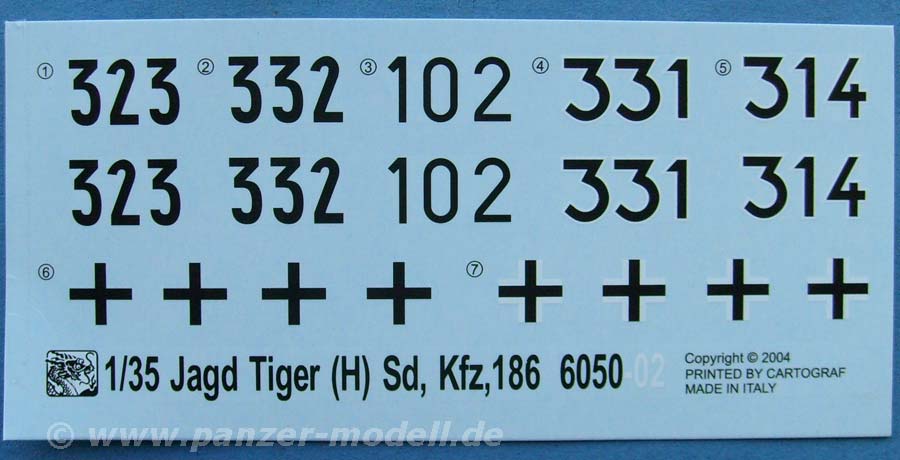 ① 323 ② 332 ③ 102 ④ 331 ⑤ 314
323 332 102 331 314
⑥ ⑦
1/35 Jagd Tiger (H) Sd, Kfz,186 6050-02
Copyright © 2004
PRINTED BY CARTOGRAF
MADE IN ITALY
© www.panzer-modell.de